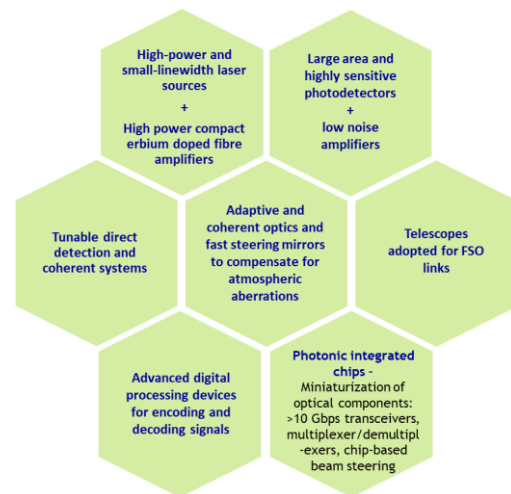 High-power and
small-linewidth laser
sources
+
High power compact
erbium doped fibre
amplifiers
Large area and
highly sensitive
photodetectors
+
low noise
amplifiers
Tunable direct
detection and
coherent systems
Adaptive and
coherent optics and
fast steering mirrors
to compensate for
atmospheric
aberrations
Telescopes
adopted for FSO
links
Advanced digital
processing devices
for encoding and
decoding signals
Photonic integrated
chips -
Miniaturization of
optical components:
>10 Gbps transceivers,
multiplexer/demultipl
-exers, chip-based
beam steering